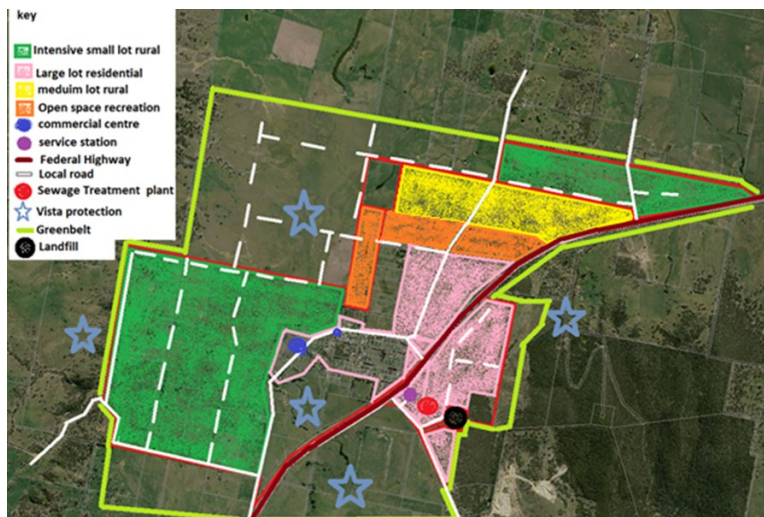 key
Intensive small lot rural
Large lot residential
meduim lot rural
Open space recreation
commercial centre
service station
Federal Highway
Local road
Sewage Treatment plant
Vista protection
Greenbelt
Landfill